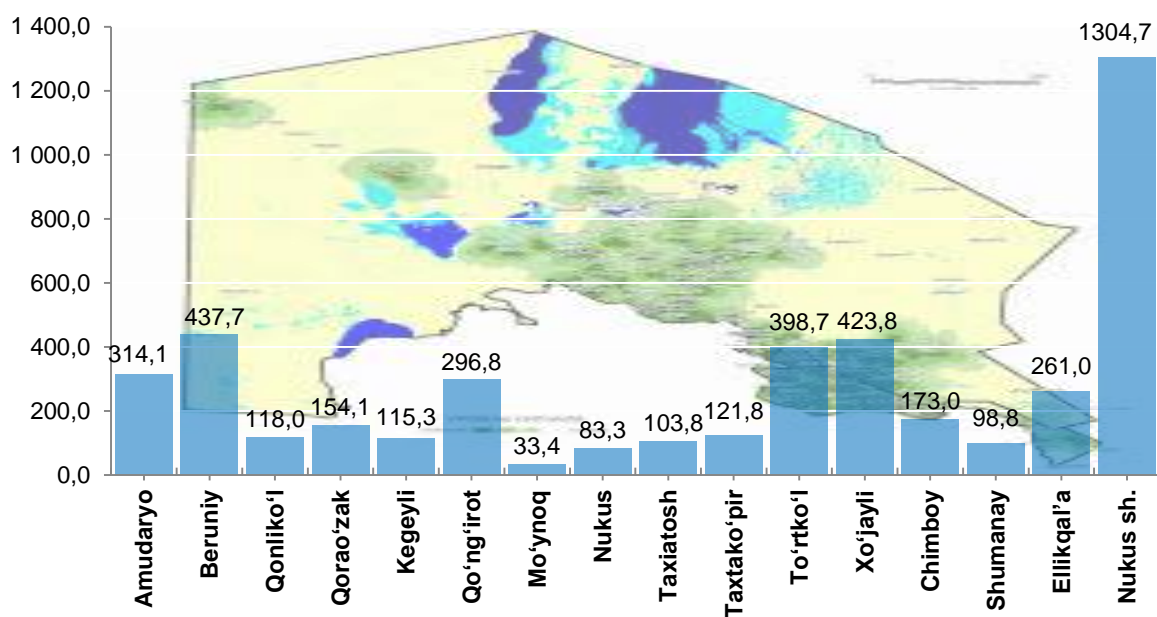 1 400,0
1 200,0
1 000,0
800,0
600,0
400,0
200,0
0,0
314,1
437,7
118,0
154,1
115,3
296,8
33,4
83,3
103,8
121,8
398,7
423,8
173,0
98,8
261,0
1304,7
Amudaryo
Beruniy
Qonliko‘l
Qorao‘zak
Kegeyli
Qo‘ng‘irot
Mo‘ynoq
Nukus
Taxiatosh
Taxtako‘pir
To‘rtko‘l
Xo‘jayli
Chimboy
Shumanay
Ellikqal’a
Nukus sh.